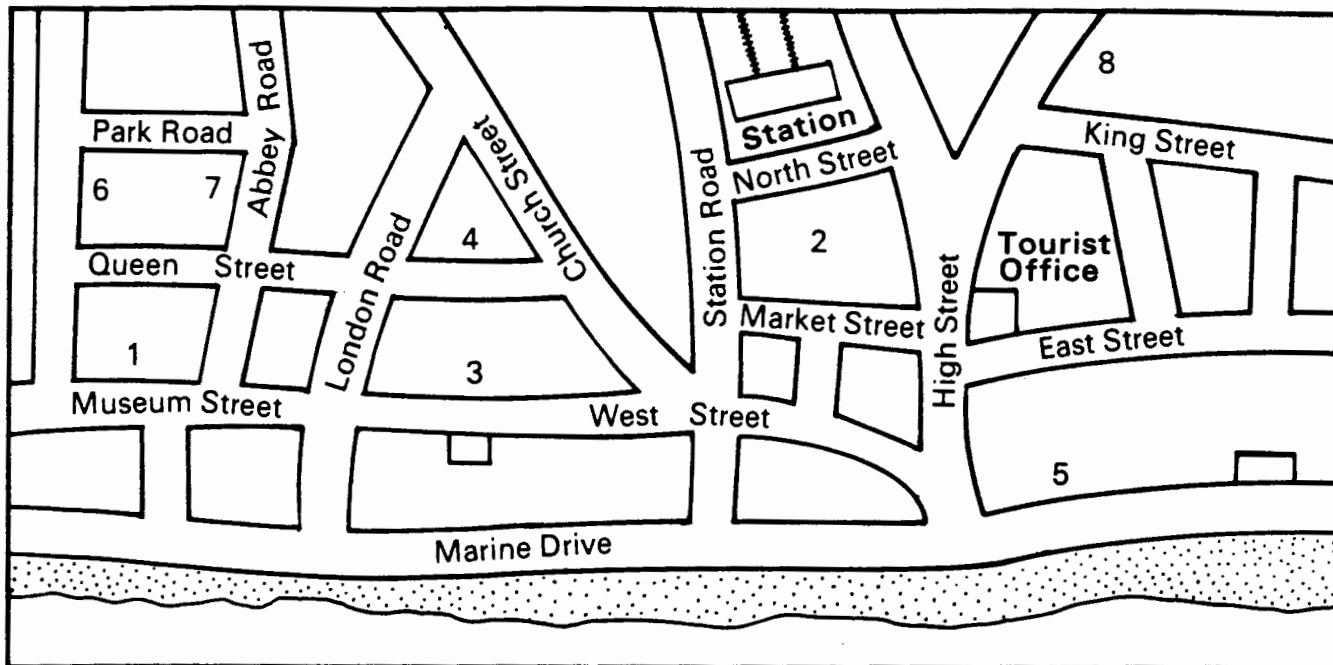 8
Abbey Road
Park Road
Station
King Street
Church Street
North Street
Station Road
6
7
4
2
Tourist
Office
Queen Street
London Road
Market Street
High Street
East Street
1
3
Museum Street
West Street
5
Marine Drive